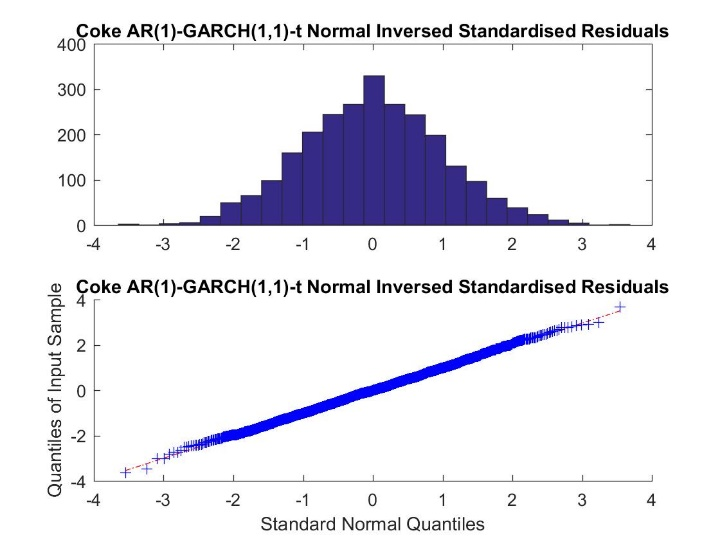 Coke AR(1)-GARCH(1,1)-t Normal Inversed Standardised Residuals
400
300
200
100
0
-4 -3 -2 -1 0 1 2 3 4
Coke AR(1)-GARCH(1,1)-t Normal Inversed Standardised Residuals
Quantiles of Input Sample
4
2
0
-2
-4
-4 -3 -2 -1 0 1 2 3 4
Standard Normal Quantiles